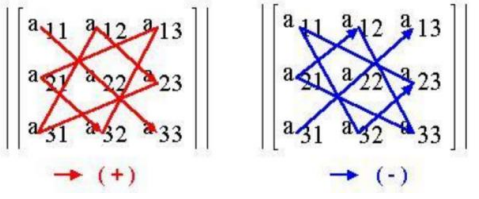 a11 a12 a13 a11 a12 a13
a21 a22 a23 a21 a22 a23
a31 a32 a33 a31 a32 a33
(+) (-)